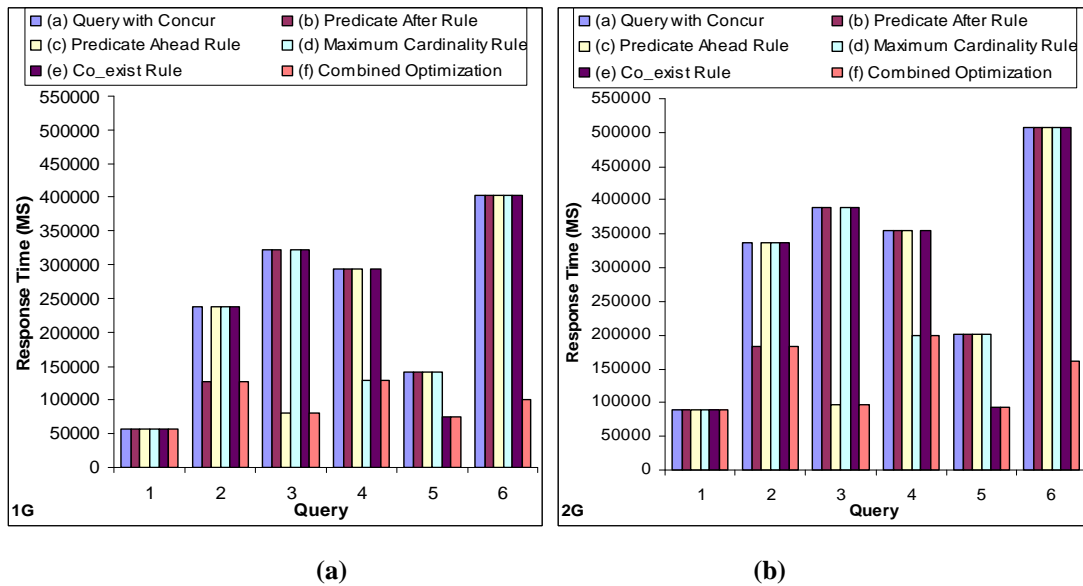 (a) Query with Concur (b) Predicate After Rule
(c) Predicate Ahead Rule (d) Maximum Cardinality Rule
(e) Co_exist Rule (f) Combined Optimization
550000
500000
450000
400000
350000
300000
250000
200000
150000
100000
50000
0
Response Time (MS)
1 2 3 4 5 6
Query
1G
(a)
(a) Query with Concur (b) Predicate After Rule
(c) Predicate Ahead Rule (d) Maximum Cardinality Rule
(e) Co_exist Rule (f) Combined Optimization
550000
500000
450000
400000
350000
300000
250000
200000
150000
100000
50000
0
Response Time (MS)
1 2 3 4 5 6
Query
2G
(b)